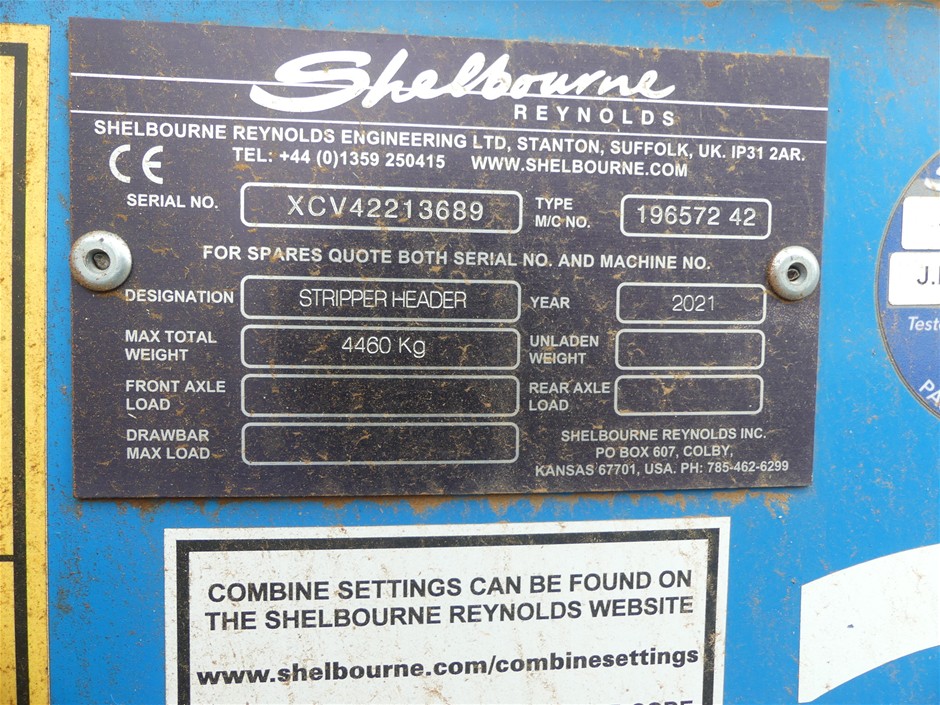 Shelbourne
REYNOLDS
SHELBOURNE REYNOLDS ENGINEERING LTD, STANTON, SUFFOLK, UK. IP31 2AR.
TEL: +44 (0)1359 250415 WWW.SHELBOURNE.COM
CE
SERIAL NO. XCV42213689 TYPE M/C NO. 196572 42
FOR SPARES QUOTE BOTH SERIAL NO. AND MACHINE NO.
DESIGNATION STRIPPER HEADER YEAR 2021
MAX TOTAL WEIGHT 4460 Kg UNLADEN WEIGHT
FRONT AXLE LOAD REAR AXLE LOAD
DRAWBAR MAX LOAD
SHELBOURNE REYNOLDS INC.
PO BOX 607, COLBY,
KANSAS 67701, USA. PH: 785-462-6299
COMBINE SETTINGS CAN BE FOUND ON
THE SHELBOURNE REYNOLDS WEBSITE
www.shelbourne.com/combinesettings